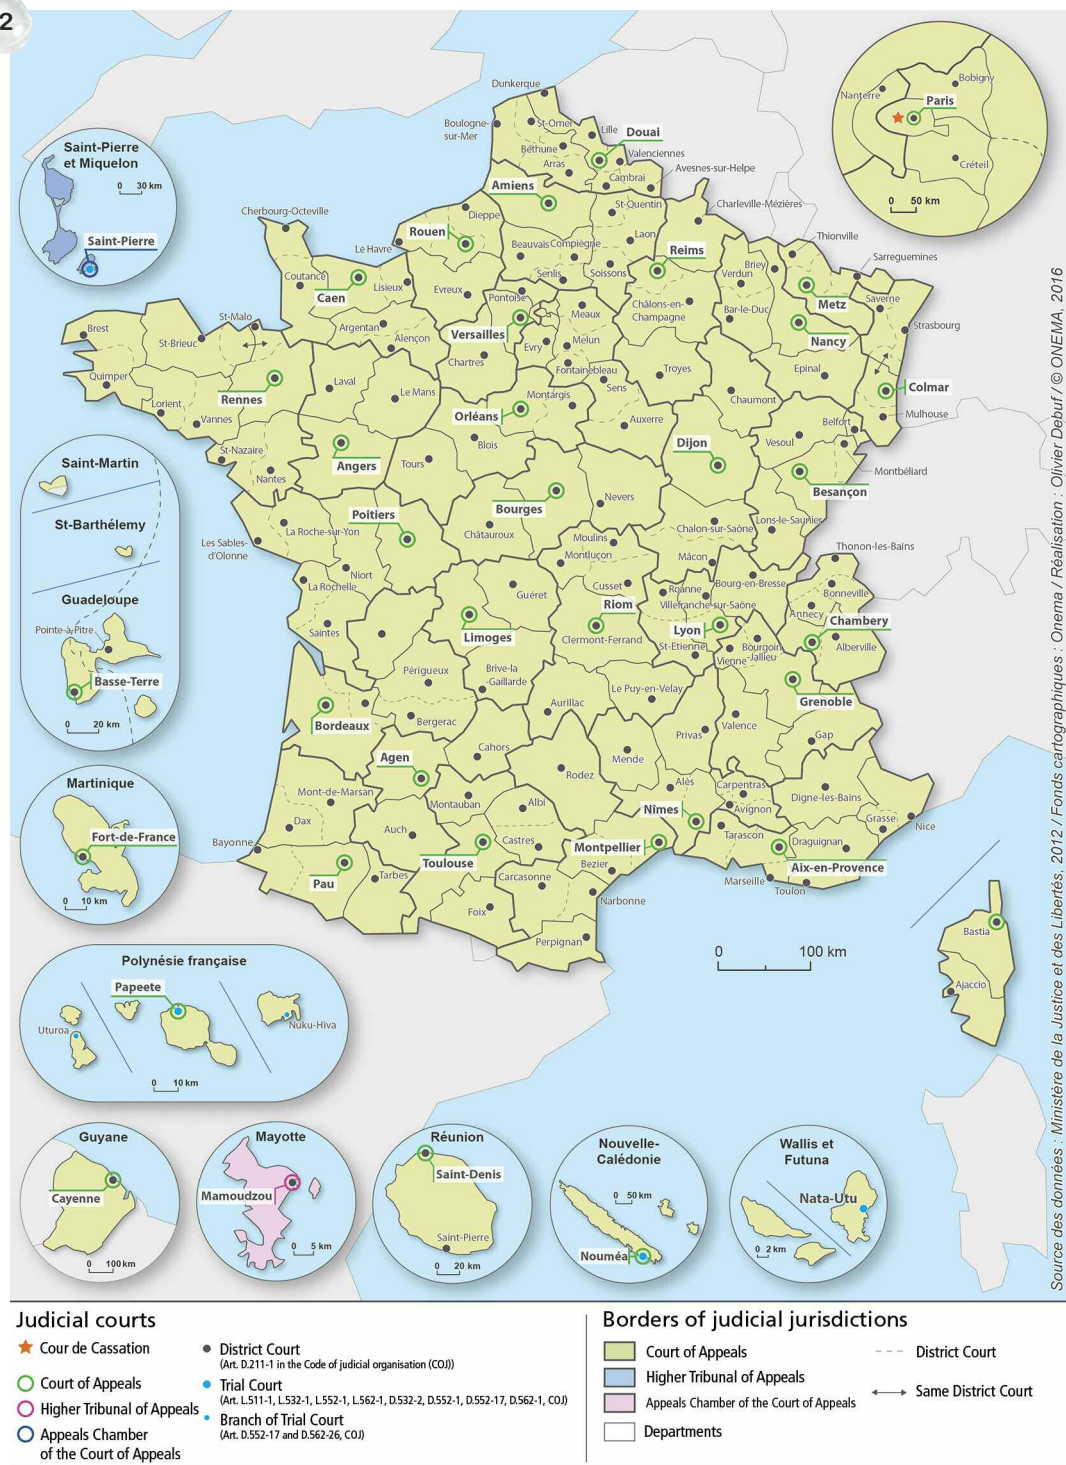 2
Dunkerque
Boulogne-
sur-Mer
St-Omer
Lille
Douai
Béthune
Valenciennes
Arras
Avesnes-sur-Helpe
Cambrai
Amiens
St-Quentin
Charleville-Mézières
Dieppe
Rouen
Laon
Thionville
Cherbourg-Octeville
Le Havre
Beauvais
Compiègne
Reims
Sarreguemines
Briey
Verdun
Senlis
Soissons
Coutance
Caen
Lisieux
Evreux
Pontoise
Châlons-en-
Champagne
Metz
Saverne
Meaux
Bar-le-Duc
St-Malo
Argentan
Alençon
Versailles
Nancy
Strasbourg
Brest
St-Brieuc
Evry
Melun
Chartres
Fontainebleau
Troyes
Epinal
Quimper
Rennes
Laval
Le Mans
Montargis
Sens
Chaumont
Colmar
Lorient
Vannes
Orléans
Auxerre
Belfort
Mulhouse
St-Nazaire
Angers
Tours
Blois
Dijon
Vesoul
Montbéliard
Nantes
Besançon
Bourges
Nevers
Poitiers
La Roche-sur-Yon
Châteauroux
Moulins
Chalon-sur-Saône
Lons-le-Saunier
Les Sables-
d'Olonne
Montluçon
Mâcon
Thonon-les-Bains
Niort
La Rochelle
Guéret
Cusset
Roanne
Bourg-en-Bresse
Bonneville
Riom
Villefranche-sur-Saône
Annecy
Saintes
Limoges
Clermont-Ferrand
Lyon
Chambery
St-Etienne
Vienne
Bourgoin
-Jallieu
Alberville
Périgueux
Brive-la
-Gaillarde
Le Puy-en-Velay
Grenoble
Bordeaux
Bergerac
Aurillac
Privas
Valence
Gap
Agen
Cahors
Mende
Rodez
Alès
Carpentras
Digne-les-Bains
Mont-de-Marsan
Montauban
Albi
Nîmes
Avignon
Dax
Auch
Tarascon
Grasse
Nice
Bayonne
Toulouse
Castres
Montpellier
Draguignan
Aix-en-Provence
Pau
Tarbes
Carcassonne
Bezier
Marseille
Toulon
Foix
Narbonne
Perpignan
0 100 km
Bastia
Ajaccio
Nanterre
Bobigny
Paris
Créteil
0 50 km
Saint-Pierre
et Miquelon
0 30 km
Saint-Pierre
Saint-Martin
St-Barthélemy
Guadeloupe
Pointe-à-Pitre
Basse-Terre
0 20 km
Martinique
Fort-de-France
0 10 km
Polynésie française
Papeete
Uturoa
Nuku-Hiva
0 10 km
Guyane
Cayenne
0 100 km
Mayotte
Mamoudzou
0 5 km
Réunion
Saint-Denis
Saint-Pierre
0 20 km
Nouvelle-
Calédonie
0 50 km
Nouméa
Wallis et
Futuna
Nata-Utu
0 2 km
Source des données : Ministère de la Justice et des Libertés, 2012 / Fonds cartographiques : Onema / Réalisation : Olivier Debuf © ONEMA, 2016
Judicial courts
Cour de Cassation
Court of Appeals
Higher Tribunal of Appeals
Appeals Chamber
of the Court of Appeals
District Court
(Art. D.211-1 in the Code of judicial organisation (COJ))
Trial Court
(Art. L.511-1, L.532-1, L.552-1, L.562-1, D.532-2, D.552-1, D.552-17, D.562-1, COJ)
Branch of Trial Court
(Art. D.552-17 and D.562-26, COJ)
Borders of judicial jurisdictions
Court of Appeals
Higher Tribunal of Appeals
Appeals Chamber of the Court of Appeals
Departments
District Court
Same District Court